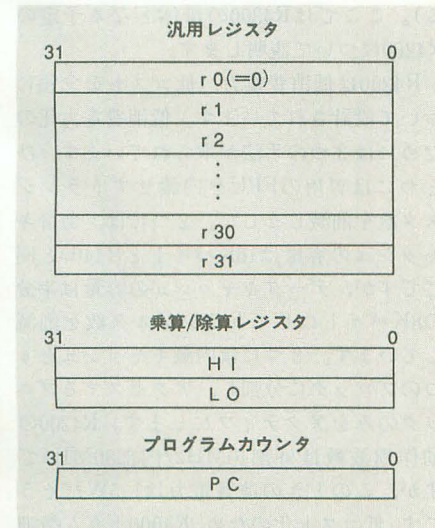 汎用レジスタ
31 0
r 0(=0)
r 1
r 2
⋮
r 30
r 31
乗算/除算レジスタ
31 0
H I
L O
プログラムカウンタ
31 0
P C